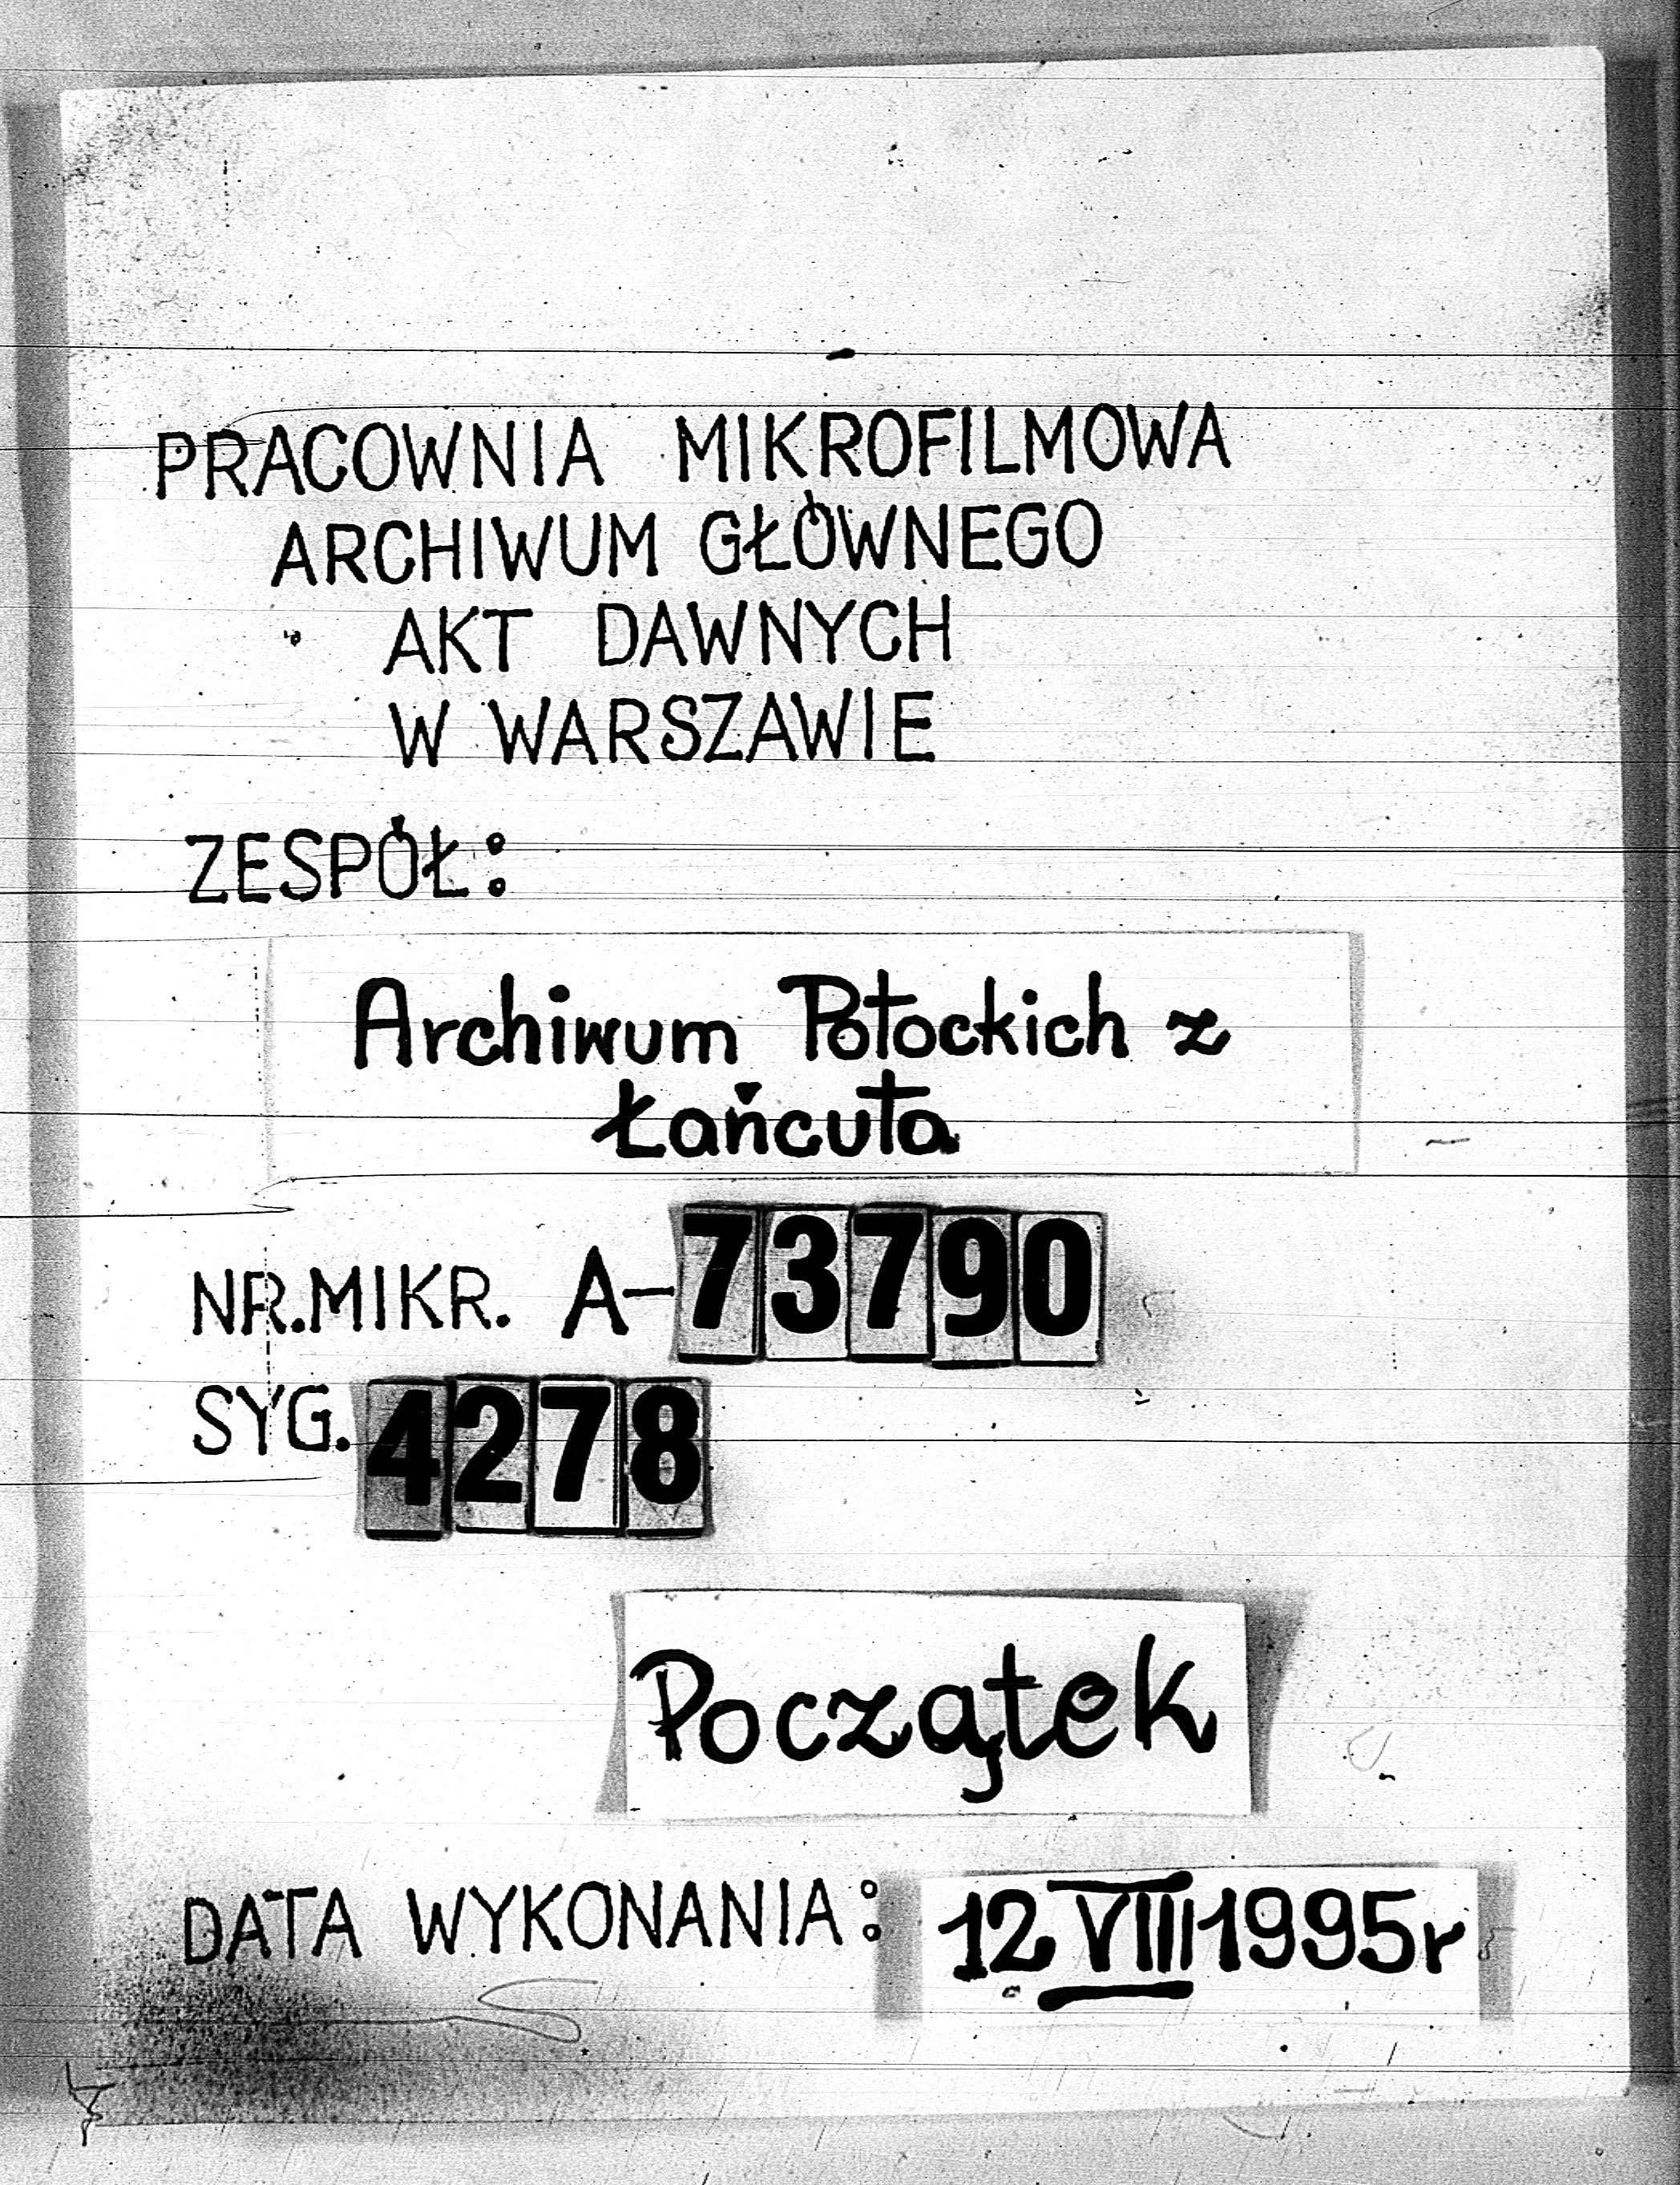 PRACOWNIA MIKROFILMOWA
ARCHIWUM GŁÓWNEGO
AKT DAWNYCH
W WARSZAWIE
ZESPÓŁ:
Archiwum Potockich z
Łańcuta
NR.MIKR. A-73790
SYG. 4278
Początek
DATA WYKONANIA: 12 VIII 1995r